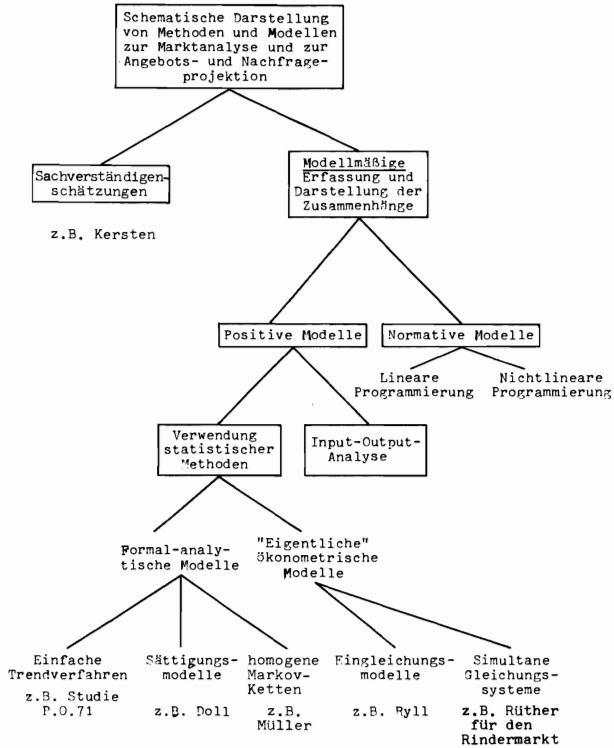 Schematische Darstellung
von Methoden und Modellen
zur Marktanalyse und zur
Angebots- und Nachfrage-
projektion
Sachverständigen-
schätzungen
z.B. Kersten
Modellmäßige
Erfassung und
Darstellung der
Zusammenhänge
Positive Modelle
Normative Modelle
Lineare
Programmierung
Nichtlineare
Programmierung
Verwendung
statistischer
Methoden
Input-Output-
Analyse
Formal-analy-
tische Modelle
"Eigentliche"
ökonometrische
Modelle
Einfache
Trendverfahren
z.B. Studie
P.O.71
Sättigungs-
modelle
z.B. Doll
homogene
Markov-
Ketten
z.B.
Müller
Eingleichungs-
modelle
z.B. Ryll
Simultane
Gleichungs-
systeme
z.B. Rüther
für den
Rindermarkt